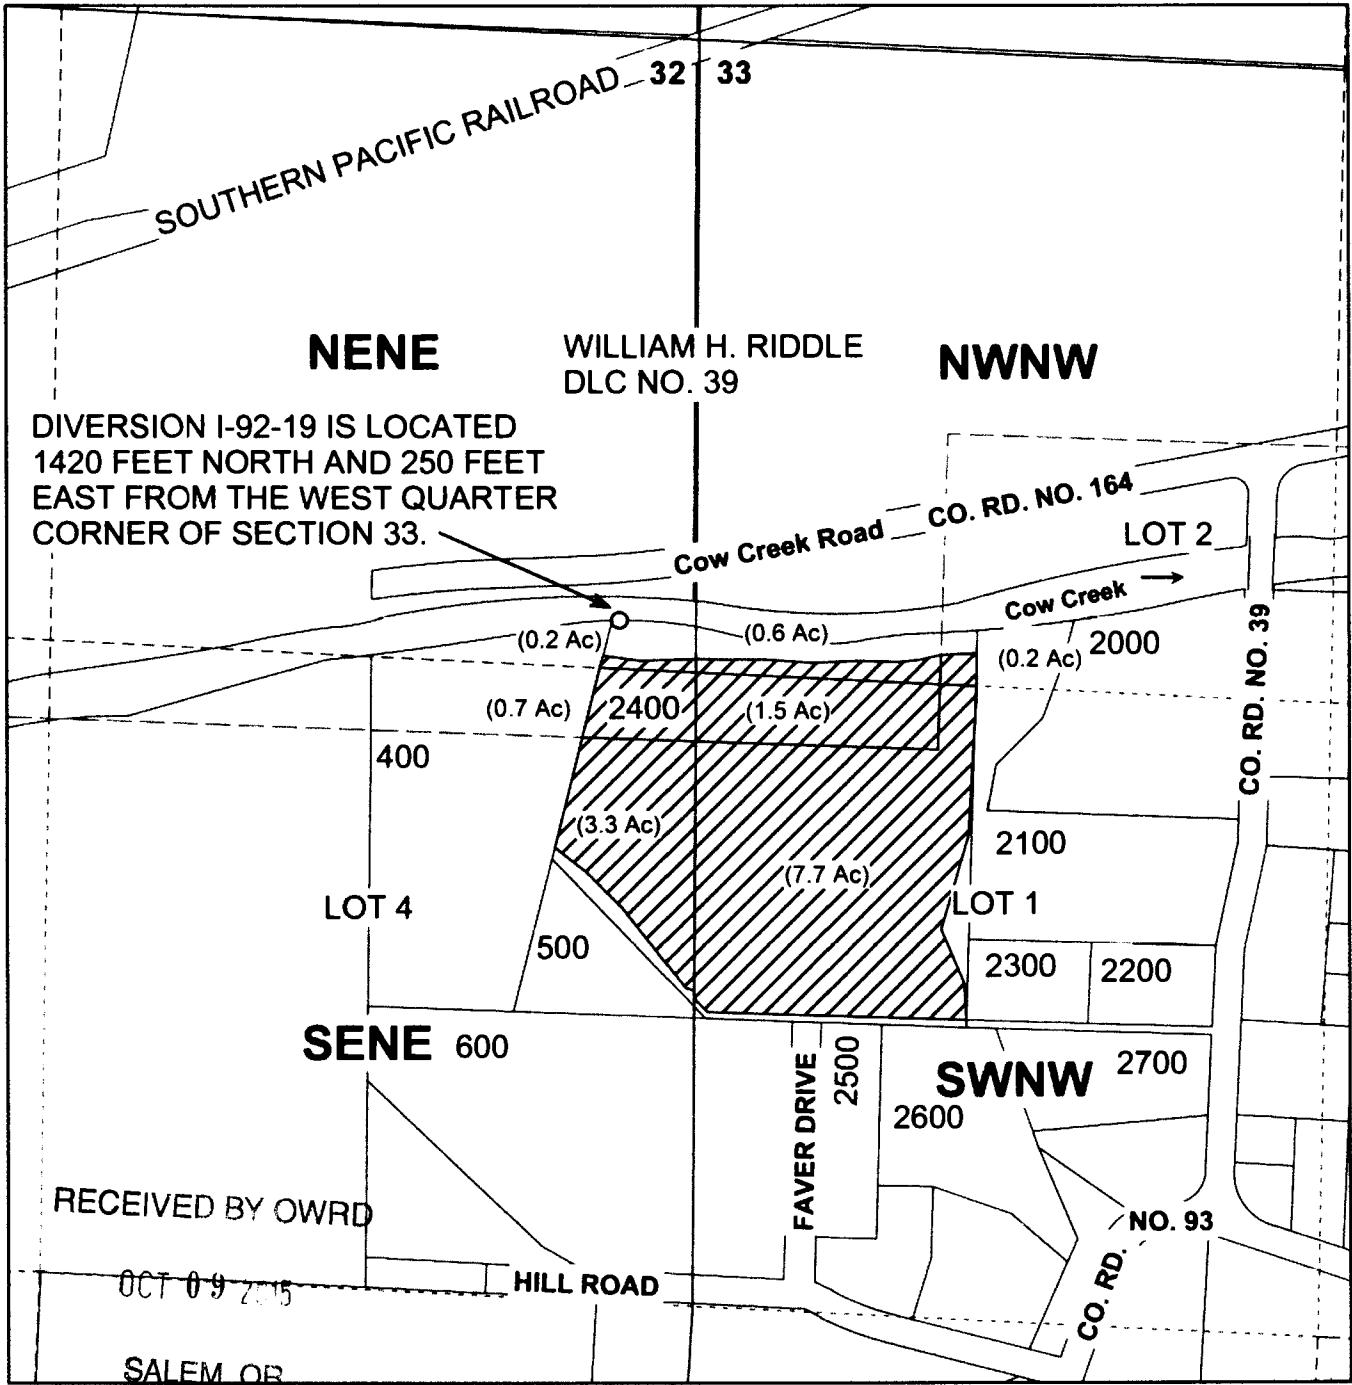 32 33
SOUTHERN PACIFIC RAILROAD
NENE
WILLIAM H. RIDDLE
DLC NO. 39
NWNW
DIVERSION I-92-19 IS LOCATED
1420 FEET NORTH AND 250 FEET
EAST FROM THE WEST QUARTER
CORNER OF SECTION 33.
CO. RD. NO. 164
Cow Creek Road
LOT 2
Cow Creek
CO. RD. NO. 39
(0.2 Ac)
(0.6 Ac)
(0.2 Ac)
2000
(0.7 Ac)
2400
(1.5 Ac)
400
(3.3 Ac)
2100
(7.7 Ac)
LOT 4
LOT 1
500
2300
2200
SENE
600
FAVER DRIVE
2500
SWNW
2700
2600
RECEIVED BY OWRD
NO. 93
CO. RD.
HILL ROAD
OCT 09
SALEM, OR